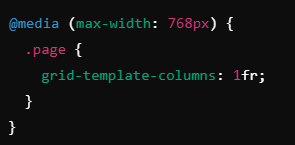 @media (max-width: 768px) {
  .page {
    grid-template-columns: 1fr;
  }
}